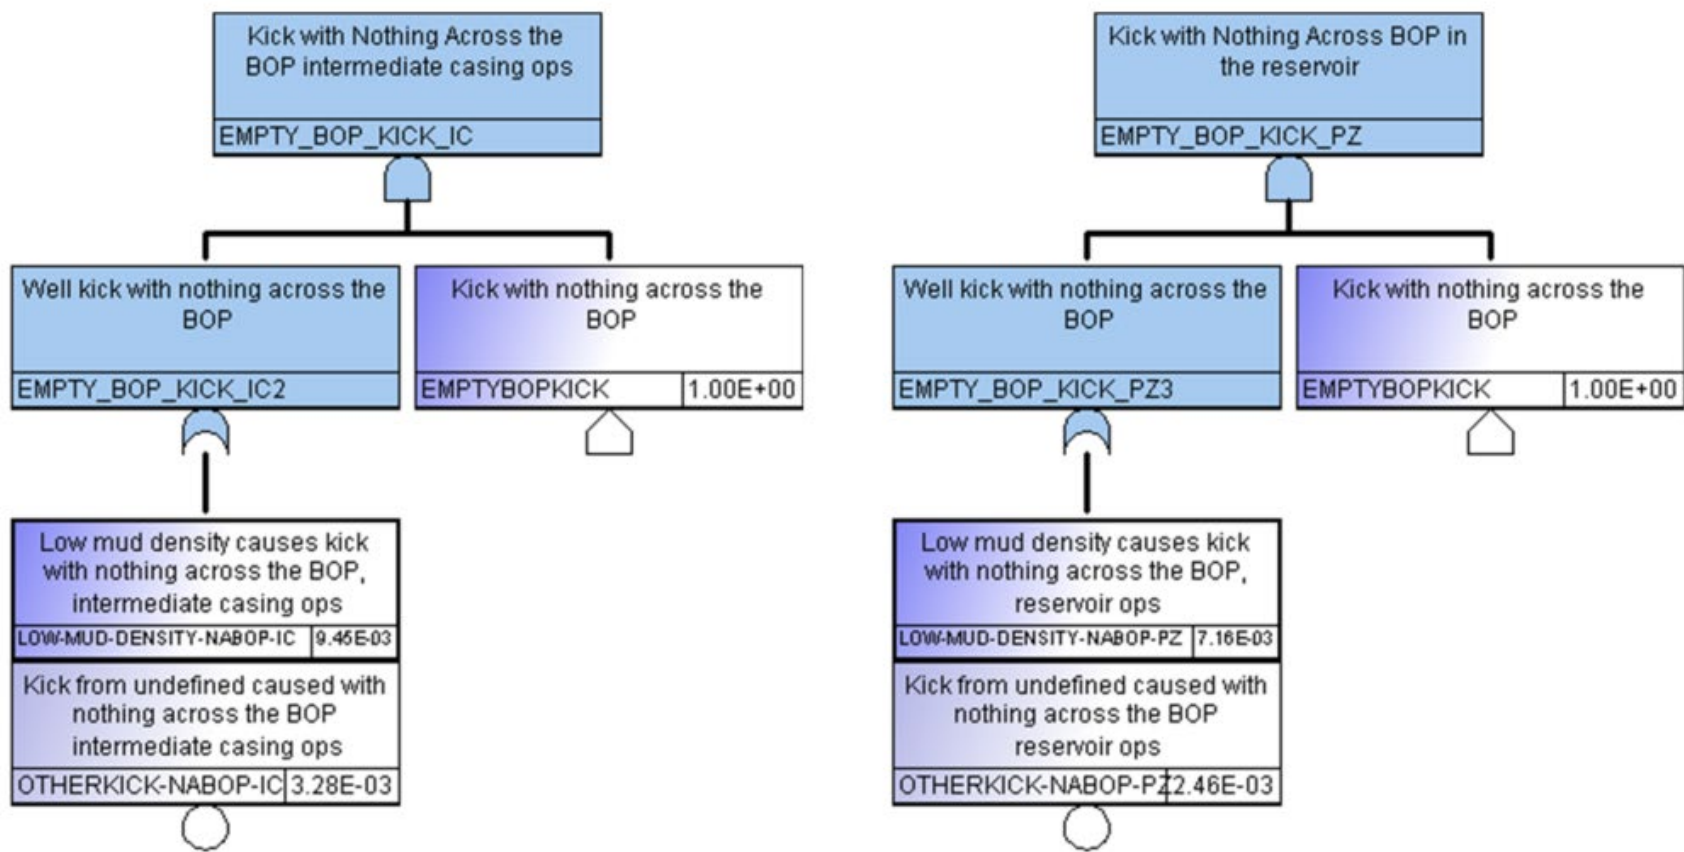 Kick with Nothing Across the
BOP intermediate casing ops
EMPTY_BOP_KICK_IC
Well kick with nothing across the
BOP
EMPTY_BOP_KICK_IC2
Kick with nothing across the
BOP
EMPTYBOPKICK 1.00E+00
Low mud density causes kick
with nothing across the BOP,
intermediate casing ops
LOW-MUD-DENSITY-NABOP-IC 9.45E-03
Kick from undefined caused with
nothing across the BOP
intermediate casing ops
OTHERKICK-NABOP-IC 3.28E-03
Kick with Nothing Across BOP in
the reservoir
EMPTY_BOP_KICK_PZ
Well kick with nothing across the
BOP
EMPTY_BOP_KICK_PZ3
Kick with nothing across the
BOP
EMPTYBOPKICK 1.00E+00
Low mud density causes kick
with nothing across the BOP,
reservoir ops
LOW-MUD-DENSITY-NABOP-PZ 7.16E-03
Kick from undefined caused with
nothing across the BOP
reservoir ops
OTHERKICK-NABOP-PZ 2.46E-03